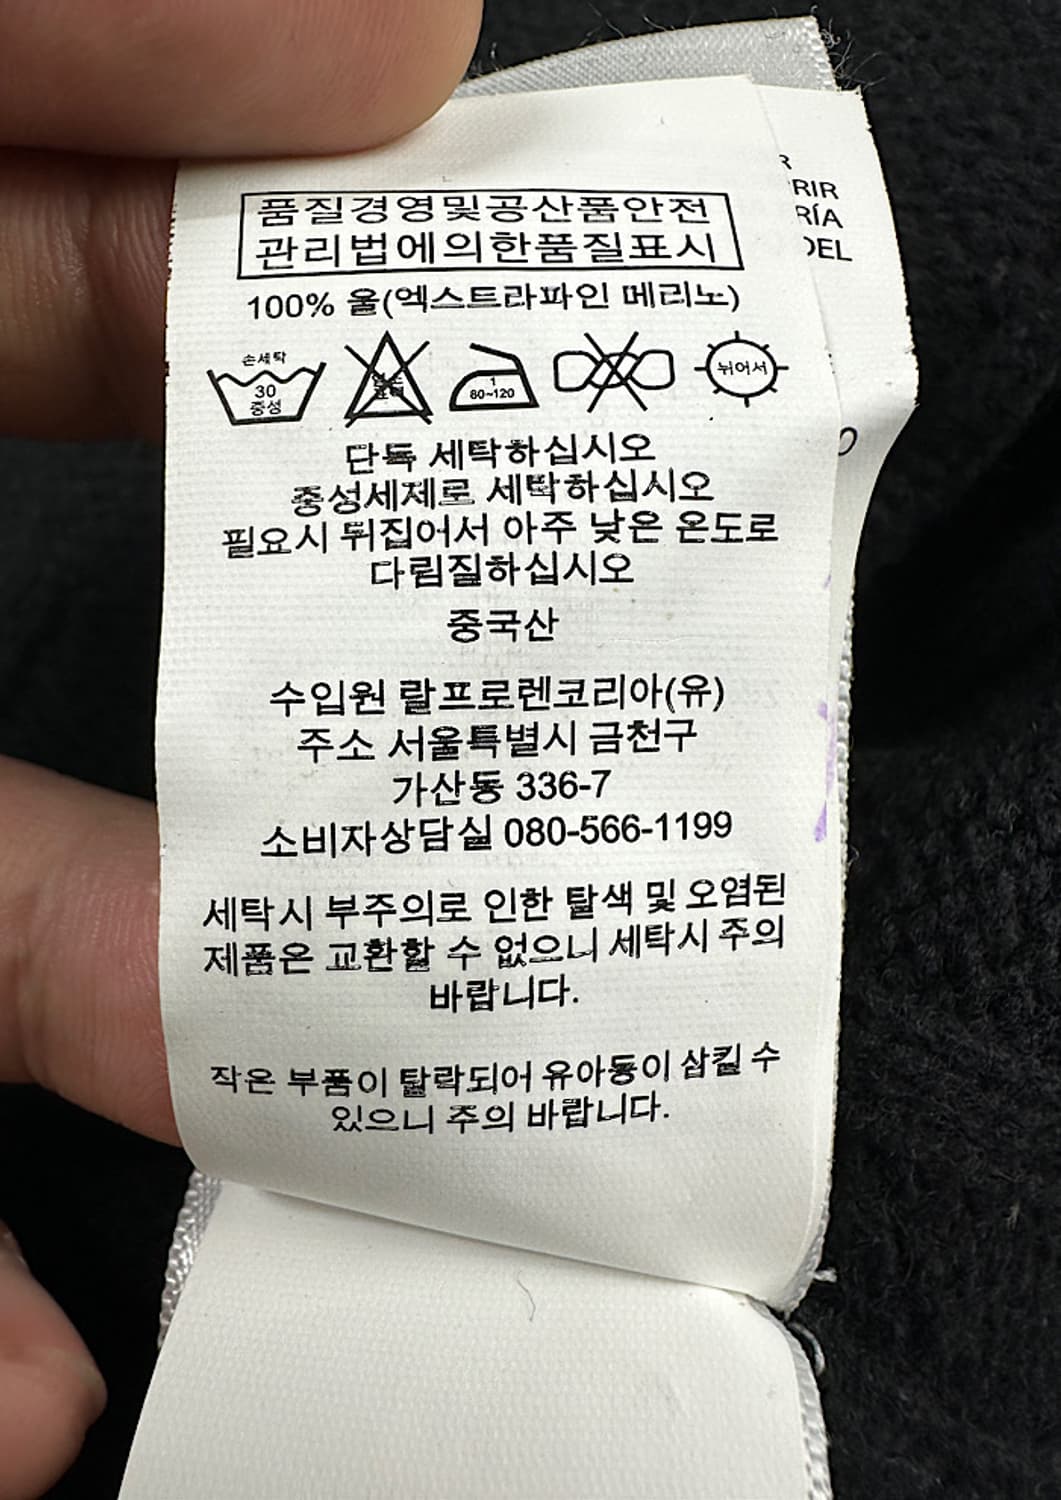 품질경영및공산품안전
관리법에의한품질표시
100% 울(엑스트라파인 메리노)
손세탁
30
중성
1
80~120
뉘어서
단독 세탁하십시오
중성세제로 세탁하십시오
필요시 뒤집어서 아주 낮은 온도로
다림질하십시오
중국산
수입원 랄프로렌코리아(유)
주소 서울특별시 금천구
가산동 336-7
소비자상담실 080-566-1199
세탁시 부주의로 인한 탈색 및 오염된
제품은 교환할 수 없으니 세탁시 주의
바랍니다.
작은 부품이 탈락되어 유아동이 삼킬 수
있으니 주의 바랍니다.
R
RIR
RÍA
DEL